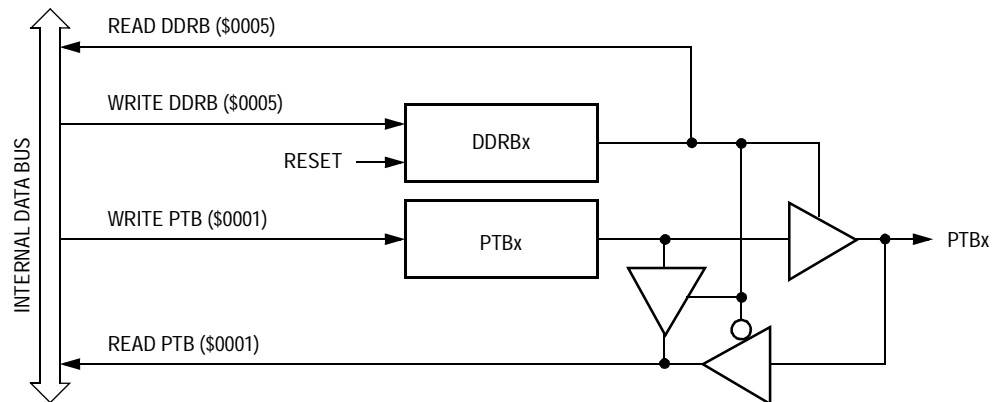 READ DDRB ($0005)
WRITE DDRB ($0005)
DDRBx
RESET
INTERNAL DATA BUS
WRITE PTB ($0001)
PTBx
PTBx
READ PTB ($0001)